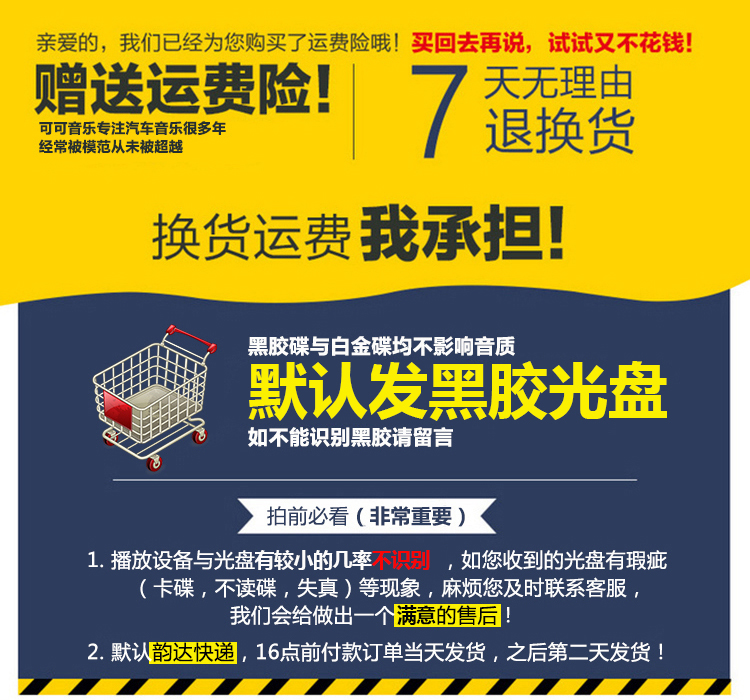 亲爱的，我们已经为您购买了运费险哦！买回去再说，试试又不花钱！
赠送运费险！
可可音乐专注汽车音乐很多年
经常被模范从未被超越
7
天无理由
退换货
换货运费 我承担！
黑胶碟与白金碟均不影响音质
默认发黑胶光盘
如不能识别黑胶请留言
拍前必看（非常重要）
1. 播放设备与光盘有较小的几率不识别 ，如您收到的光盘有瑕疵
（卡碟，不读碟，失真）等现象，麻烦您及时联系客服，
我们会给做出一个满意的售后！
2. 默认韵达快递，16点前付款订单当天发货，之后第二天发货！